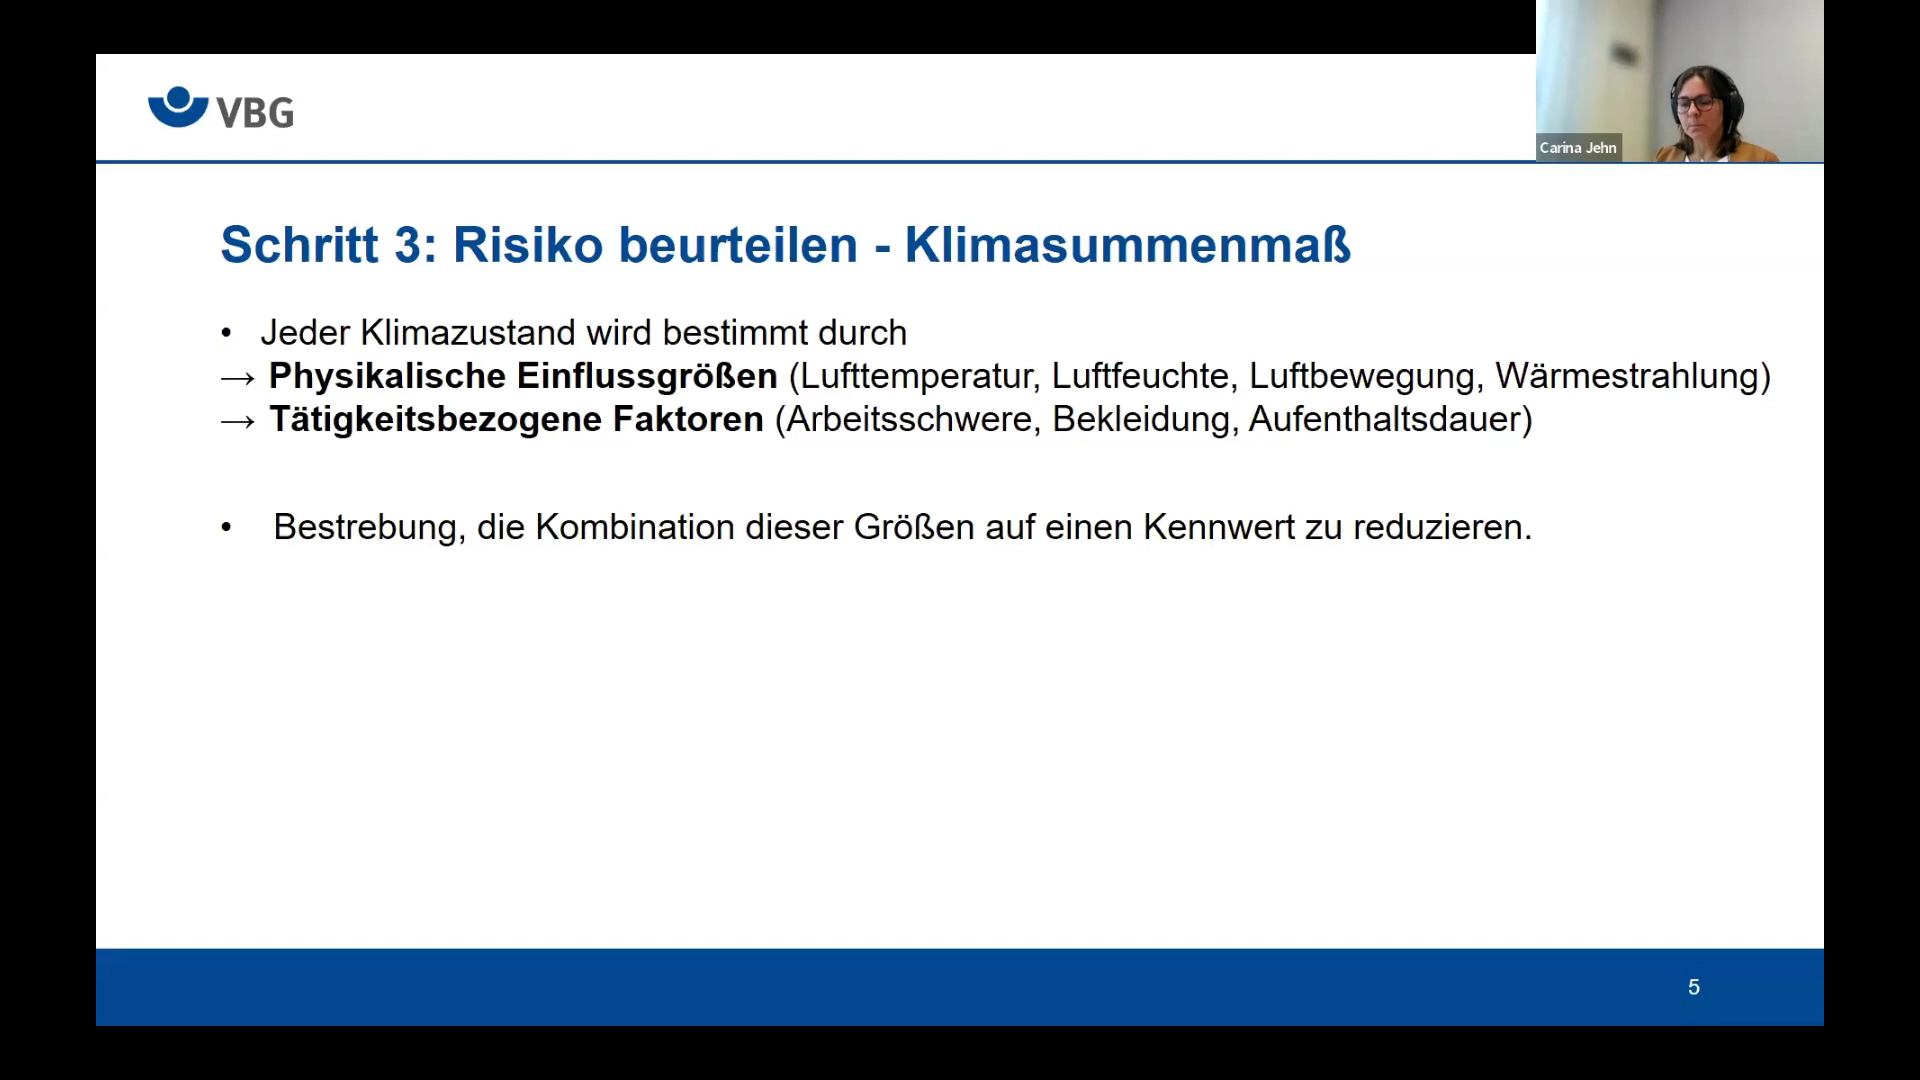 VBG
Carina Jehn
Schritt 3: Risiko beurteilen - Klimasummenmaß
• Jeder Klimazustand wird bestimmt durch
→ Physikalische Einflussgrößen (Lufttemperatur, Luftfeuchte, Luftbewegung, Wärmestrahlung)
→ Tätigkeitsbezogene Faktoren (Arbeitsschwere, Bekleidung, Aufenthaltsdauer)
• Bestrebung, die Kombination dieser Größen auf einen Kennwert zu reduzieren.
5